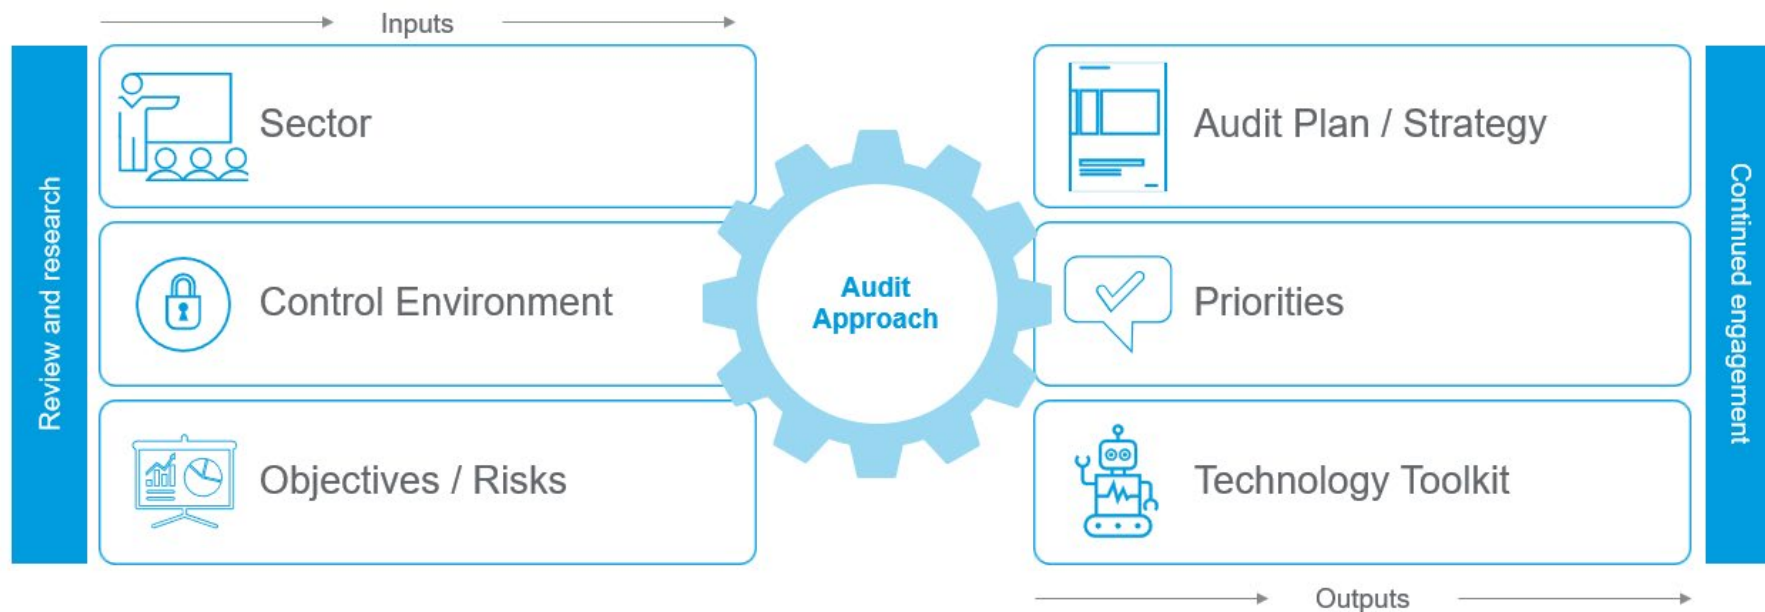 Inputs
Review and research
Sector
Control Environment
Objectives / Risks
Audit
Approach
Audit Plan / Strategy
Priorities
Technology Toolkit
Continued engagement
Outputs